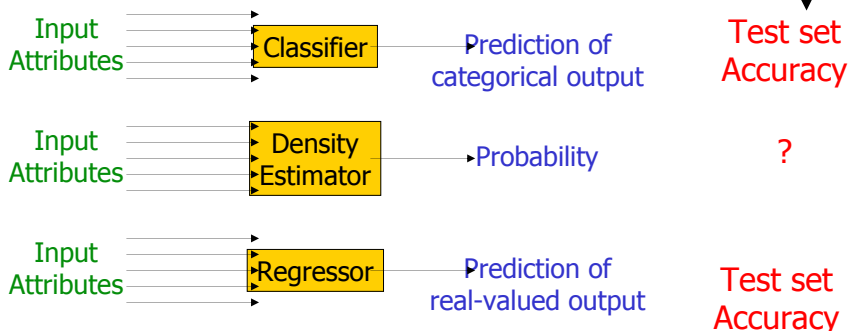 Input
Attributes
Classifier
Prediction of
categorical output
Test set
Accuracy
Input
Attributes
Density
Estimator
Probability
?
Input
Attributes
Regressor
Prediction of
real-valued output
Test set
Accuracy